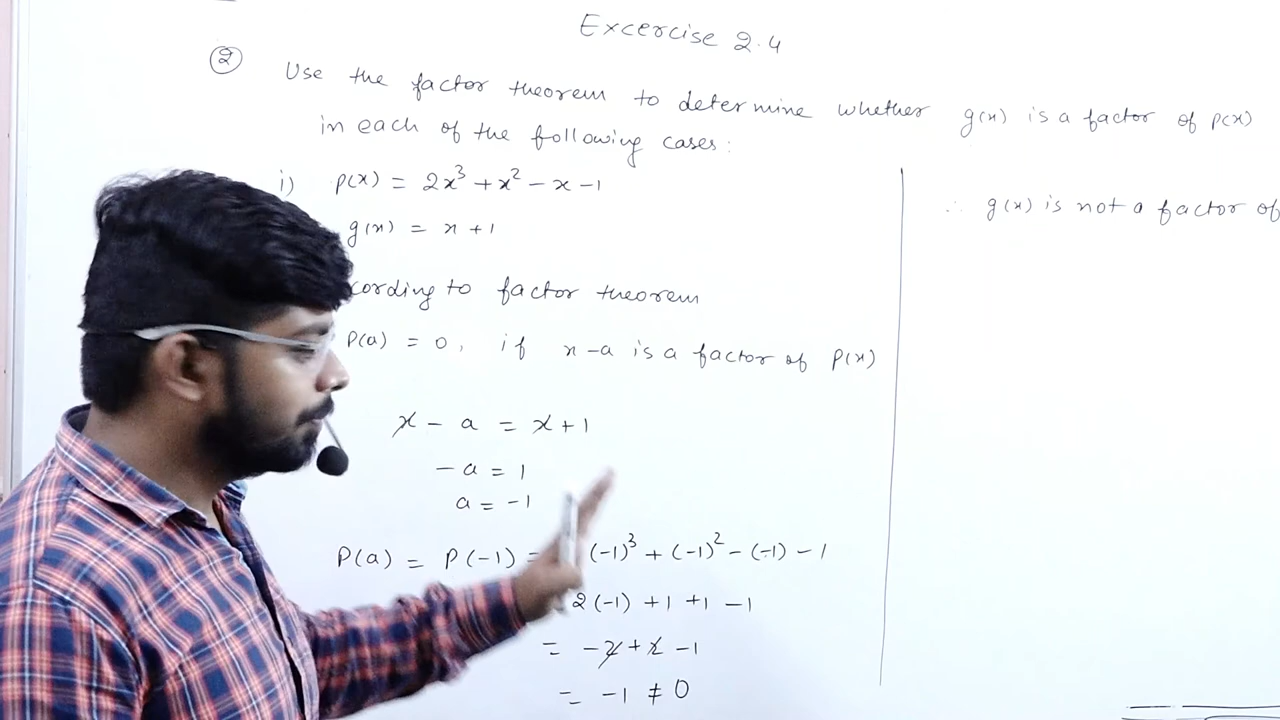 Excercise 2.4
② Use the factor theorem to determine whether g(x) is a factor of p(x)
in each of the following cases:
i) p(x) = 2x³ + x² - x - 1
g(x) = x + 1
cording to factor theorem
P(a) = 0, if x - a is a factor of P(x)
x - a = x + 1
- a = 1
a = -1
P(a) = P(-1) = (-1)³ + (-1)² - (-1) - 1
2(-1) + 1 + 1 - 1
= -2 + 2 - 1
= -1 ≠ 0
∴ g(x) is not a factor of